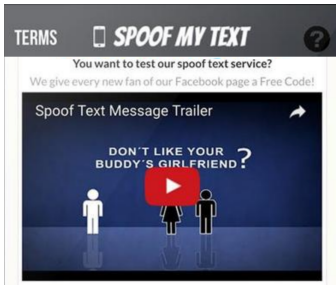 TERMS SPOOF MY TEXT ?
You want to test our spoof text service?
We give every new fan of our Facebook page a Free Code!
Spoof Text Message Trailer
DON'T LIKE YOUR
BUDDY'S GIRLFRIEND?